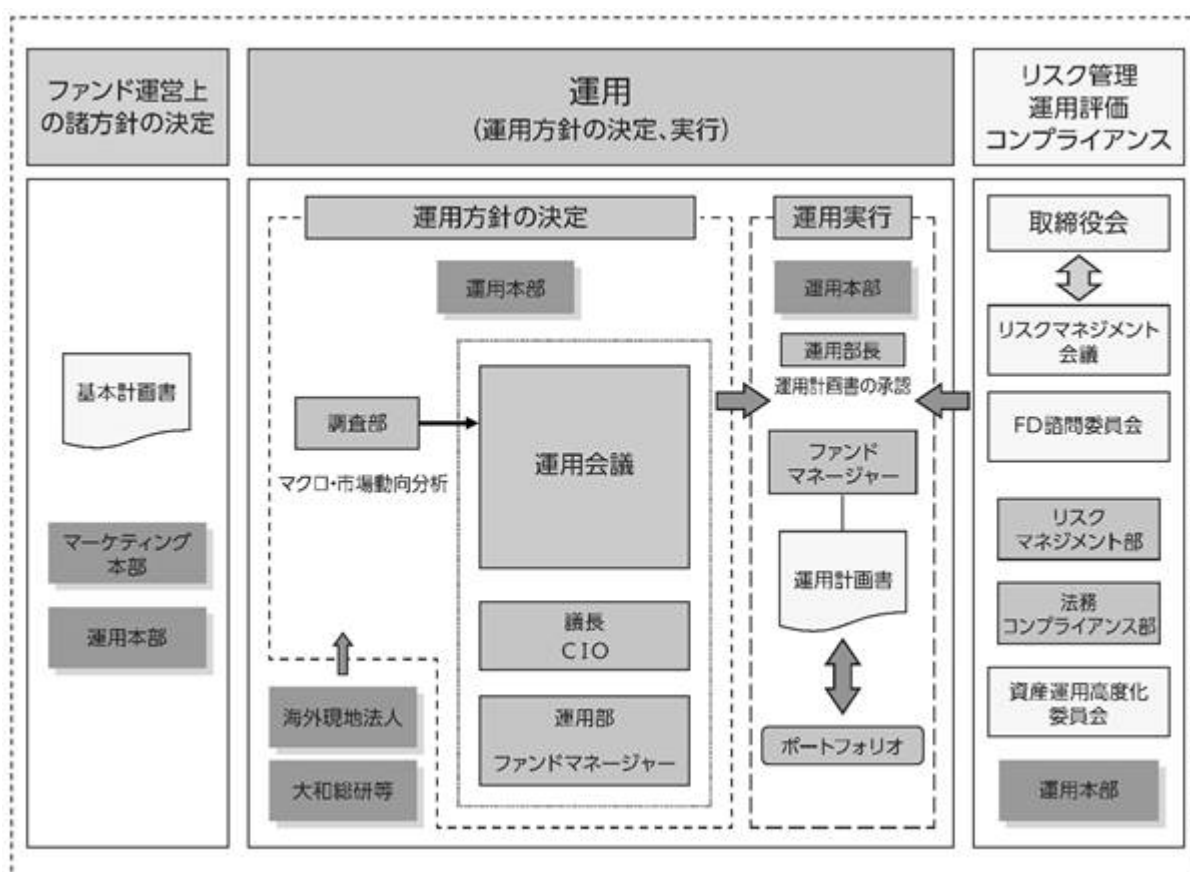 ファンド運営上
の諸方針の決定
基本計画書
マーケティング
本部
運用本部
運用
(運用方針の決定、実行)
運用方針の決定
運用本部
調査部
マクロ・市場動向分析
運用会議
議長
CIO
運用部
ファンドマネージャー
海外現地法人
大和総研等
運用実行
運用本部
運用部長
運用計画書の承認
ファンド
マネージャー
運用計画書
ポートフォリオ
リスク管理
運用評価
コンプライアンス
取締役会
リスクマネジメント
会議
FD諮問委員会
リスク
マネジメント部
法務
コンプライアンス部
資産運用高度化
委員会
運用本部